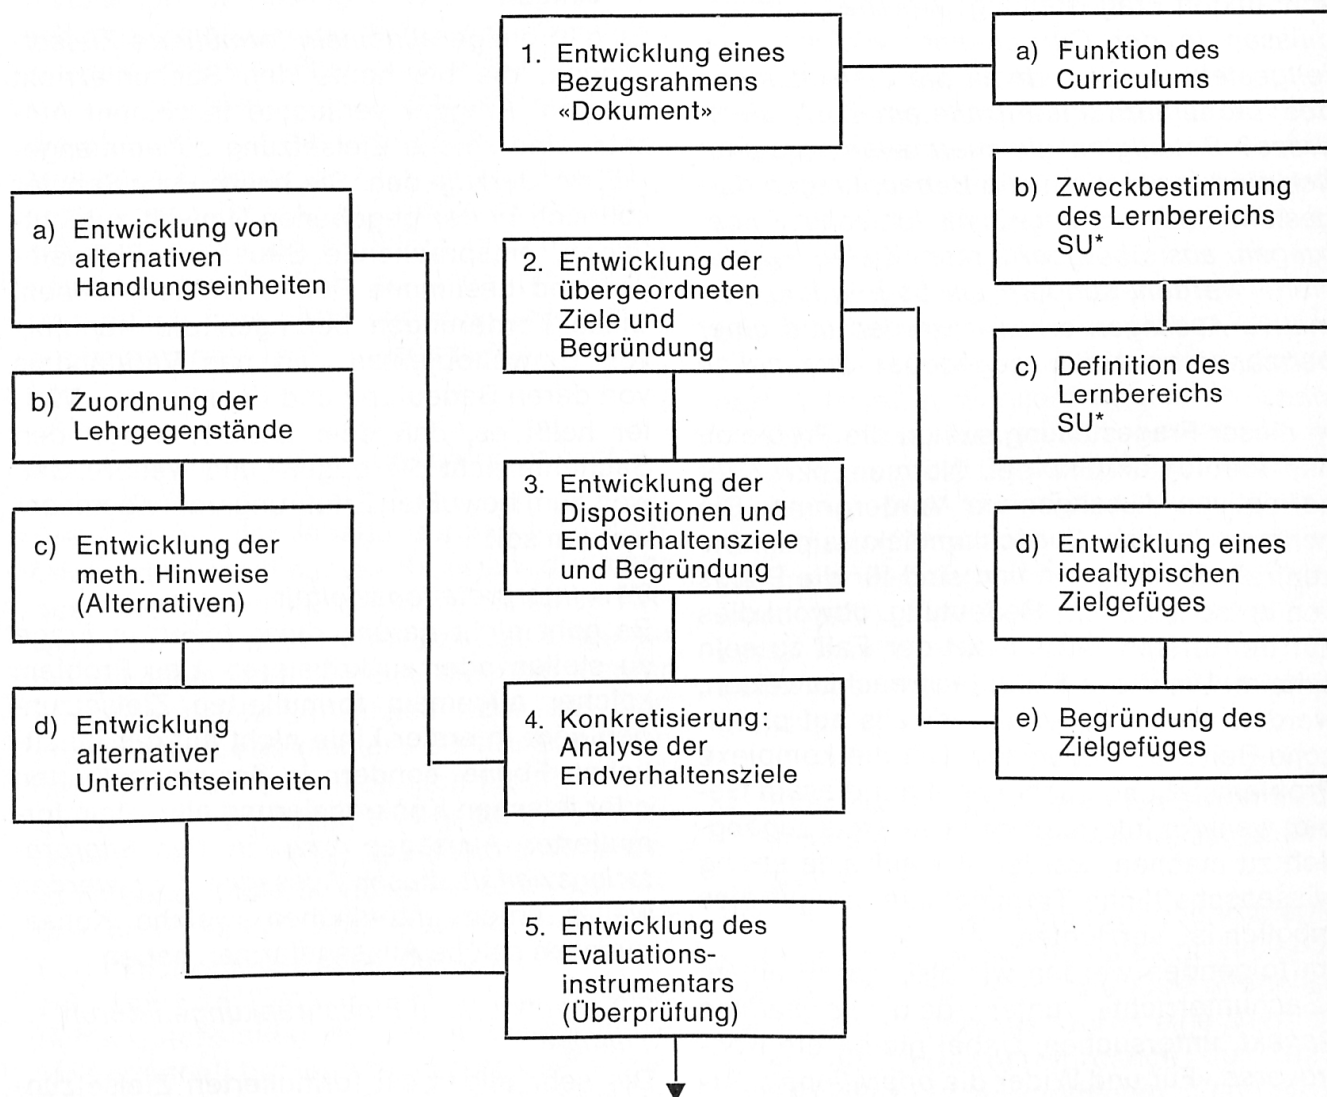 1. Entwicklung eines
Bezugsrahmens
«Dokument»
a) Funktion des
Curriculums
b) Zweckbestimmung
des Lernbereichs
SU*
c) Definition des
Lernbereichs
SU*
d) Entwicklung eines
idealtypischen
Zielgefüges
e) Begründung des
Zielgefüges
2. Entwicklung der
übergeordneten
Ziele und
Begründung
3. Entwicklung der
Dispositionen und
Endverhaltensziele
und Begründung
4. Konkretisierung:
Analyse der
Endverhaltensziele
a) Entwicklung von
alternativen
Handlungseinheiten
b) Zuordnung der
Lehrgegenstände
c) Entwicklung der
meth. Hinweise
(Alternativen)
d) Entwicklung
alternativer
Unterrichtseinheiten
5. Entwicklung des
Evaluations-
instrumentars
(Überprüfung)